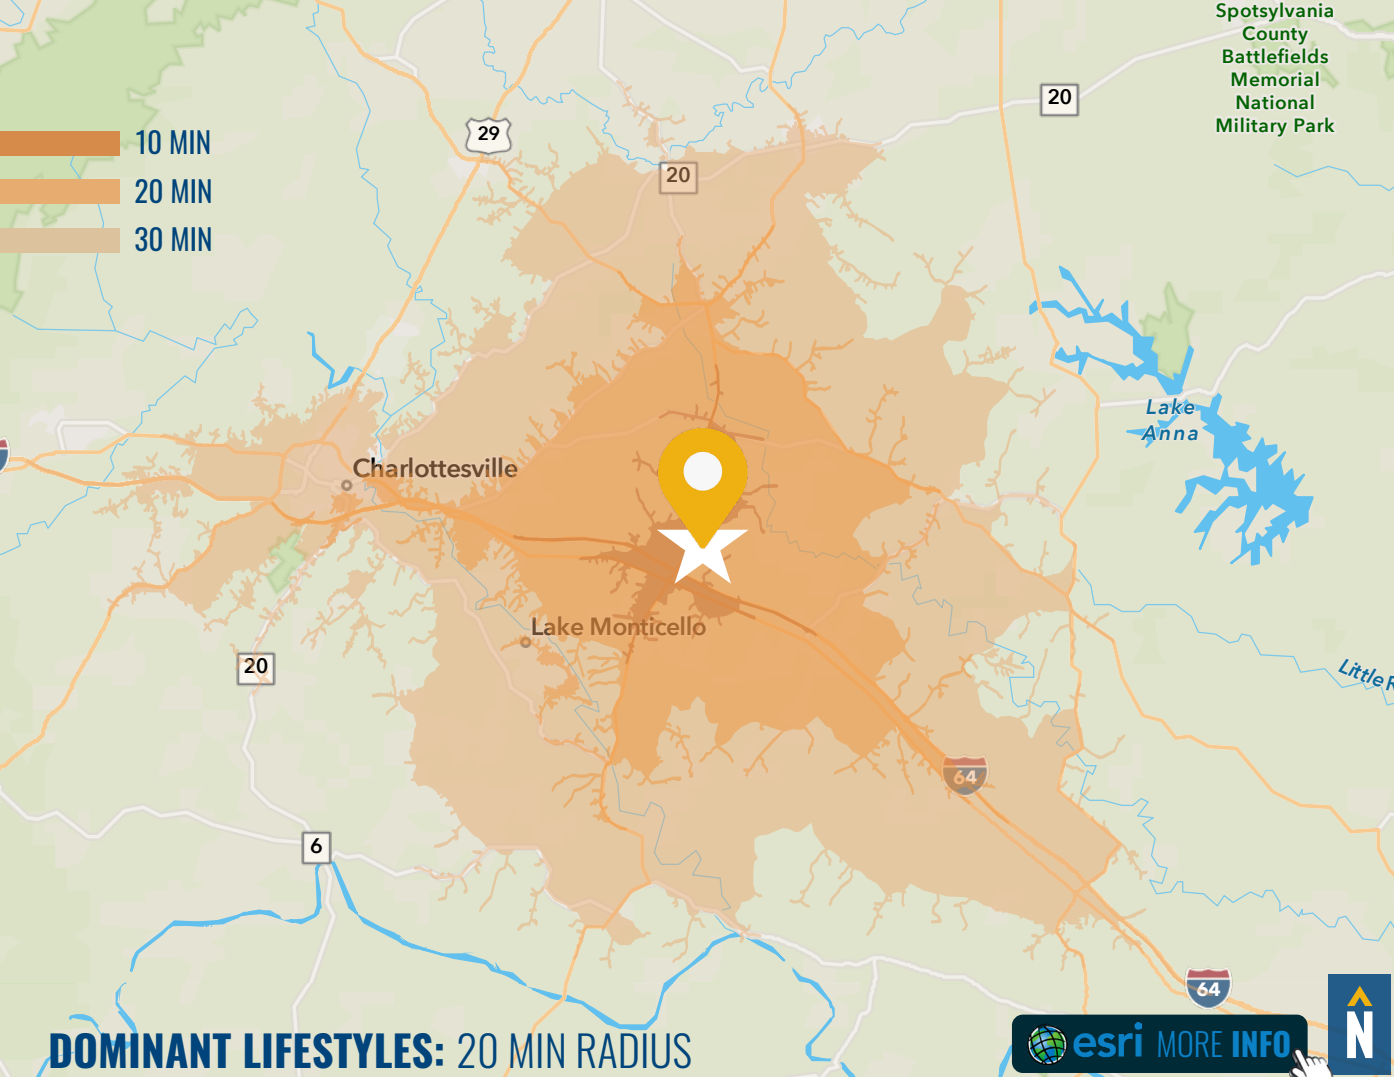 Spotsylvania
County
Battlefields
Memorial
National
Military Park
20
29
10 MIN
20 MIN
30 MIN
20
Lake
Anna
Charlottesville
Lake Monticello
20
Little R
64
6
64
N
DOMINANT LIFESTYLES: 20 MIN RADIUS
esri MORE INFO